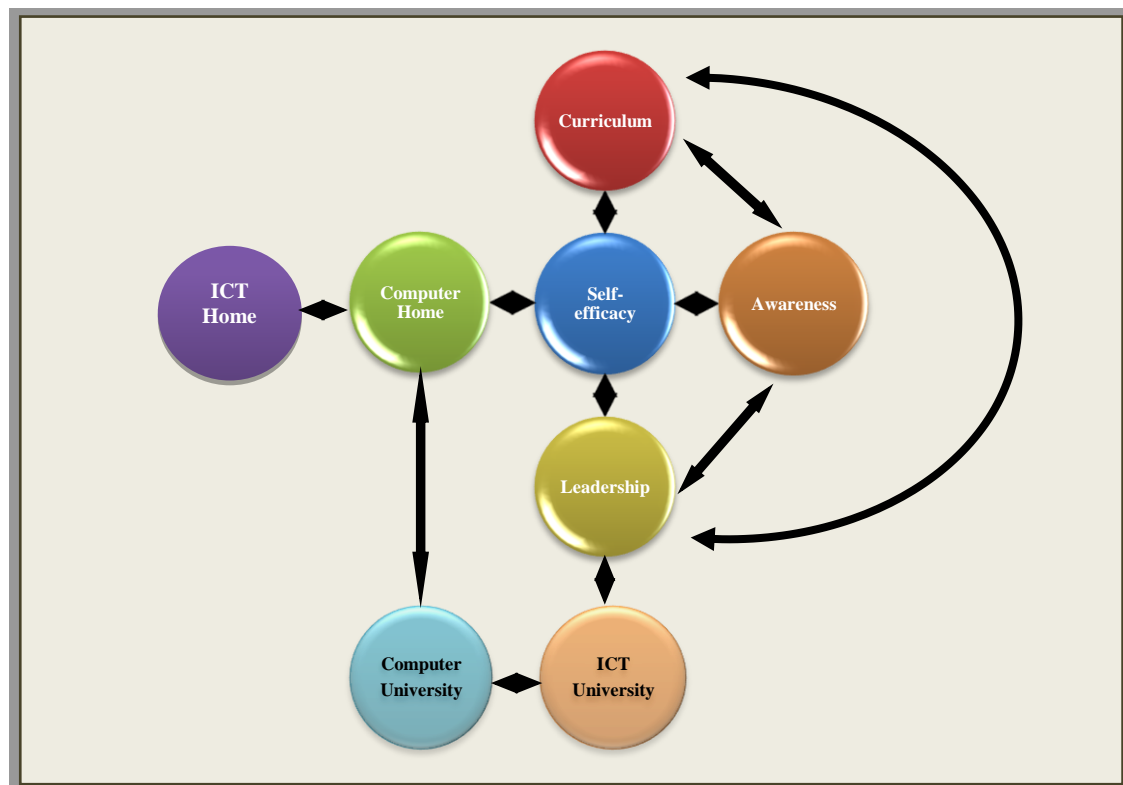 Curriculum
ICT
Home
Computer
Home
Self-
efficacy
Awareness
Leadership
Computer
University
ICT
University